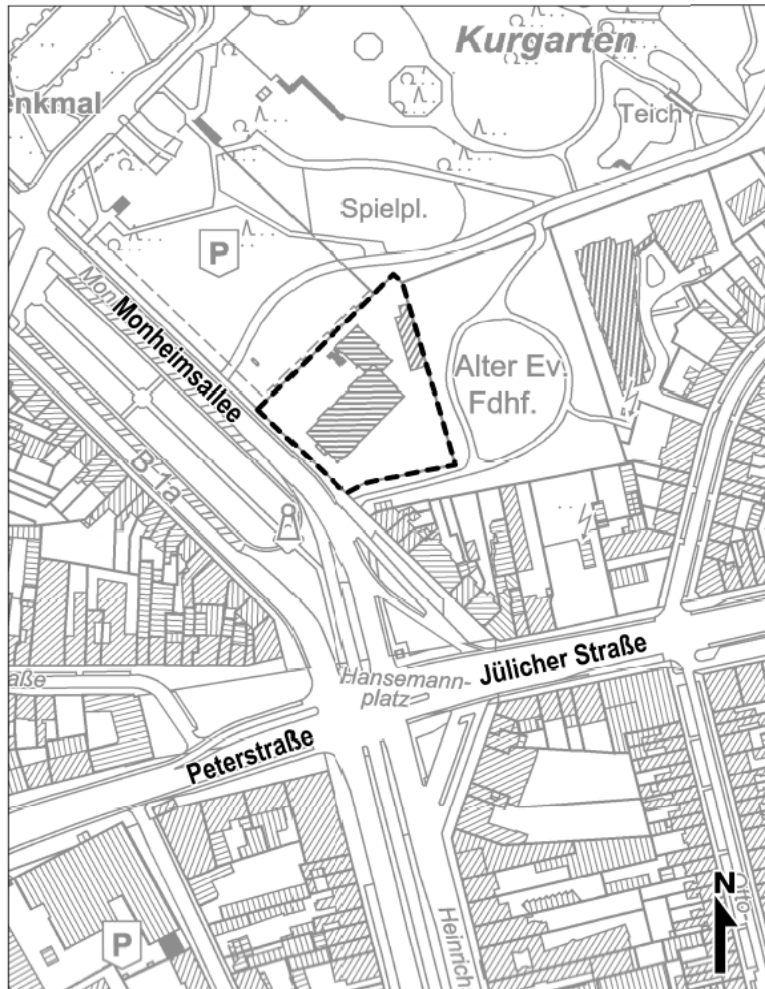 Kurgarten
enkmal
Teich
Spielpl.
P
Mon
Monheimsallee
Alter Ev.
Fdhf.
B 1a
Jülicher Straße
Hansemann-
platz
aße
Peterstraße
N
P
Heinrich